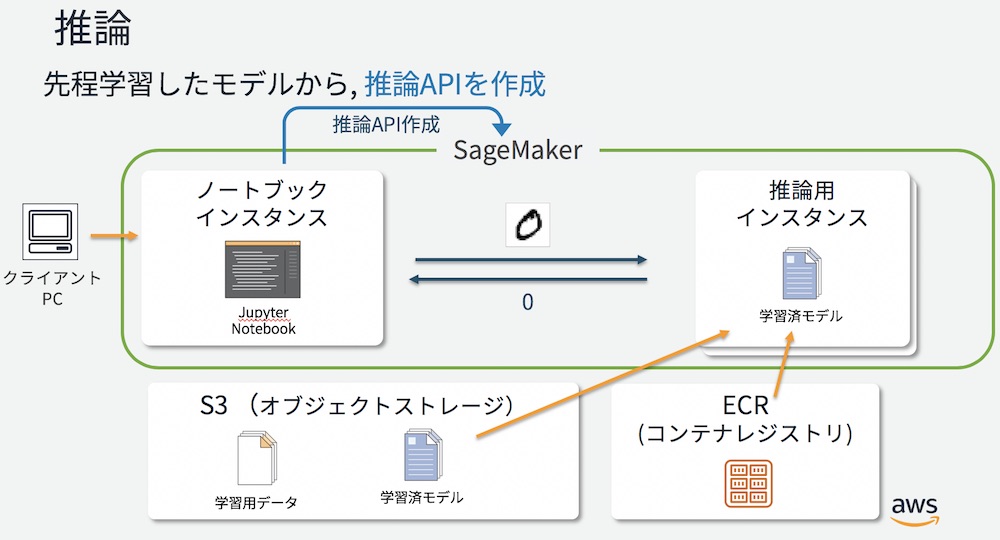 推論
先程学習したモデルから, 推論APIを作成
推論API作成
SageMaker
ノートブック
インスタンス
Jupyter
Notebook
クライアント
PC
0
0
推論用
インスタンス
学習済モデル
S3 （オブジェクトストレージ）
学習用データ
学習済モデル
ECR
(コンテナレジストリ)
aws